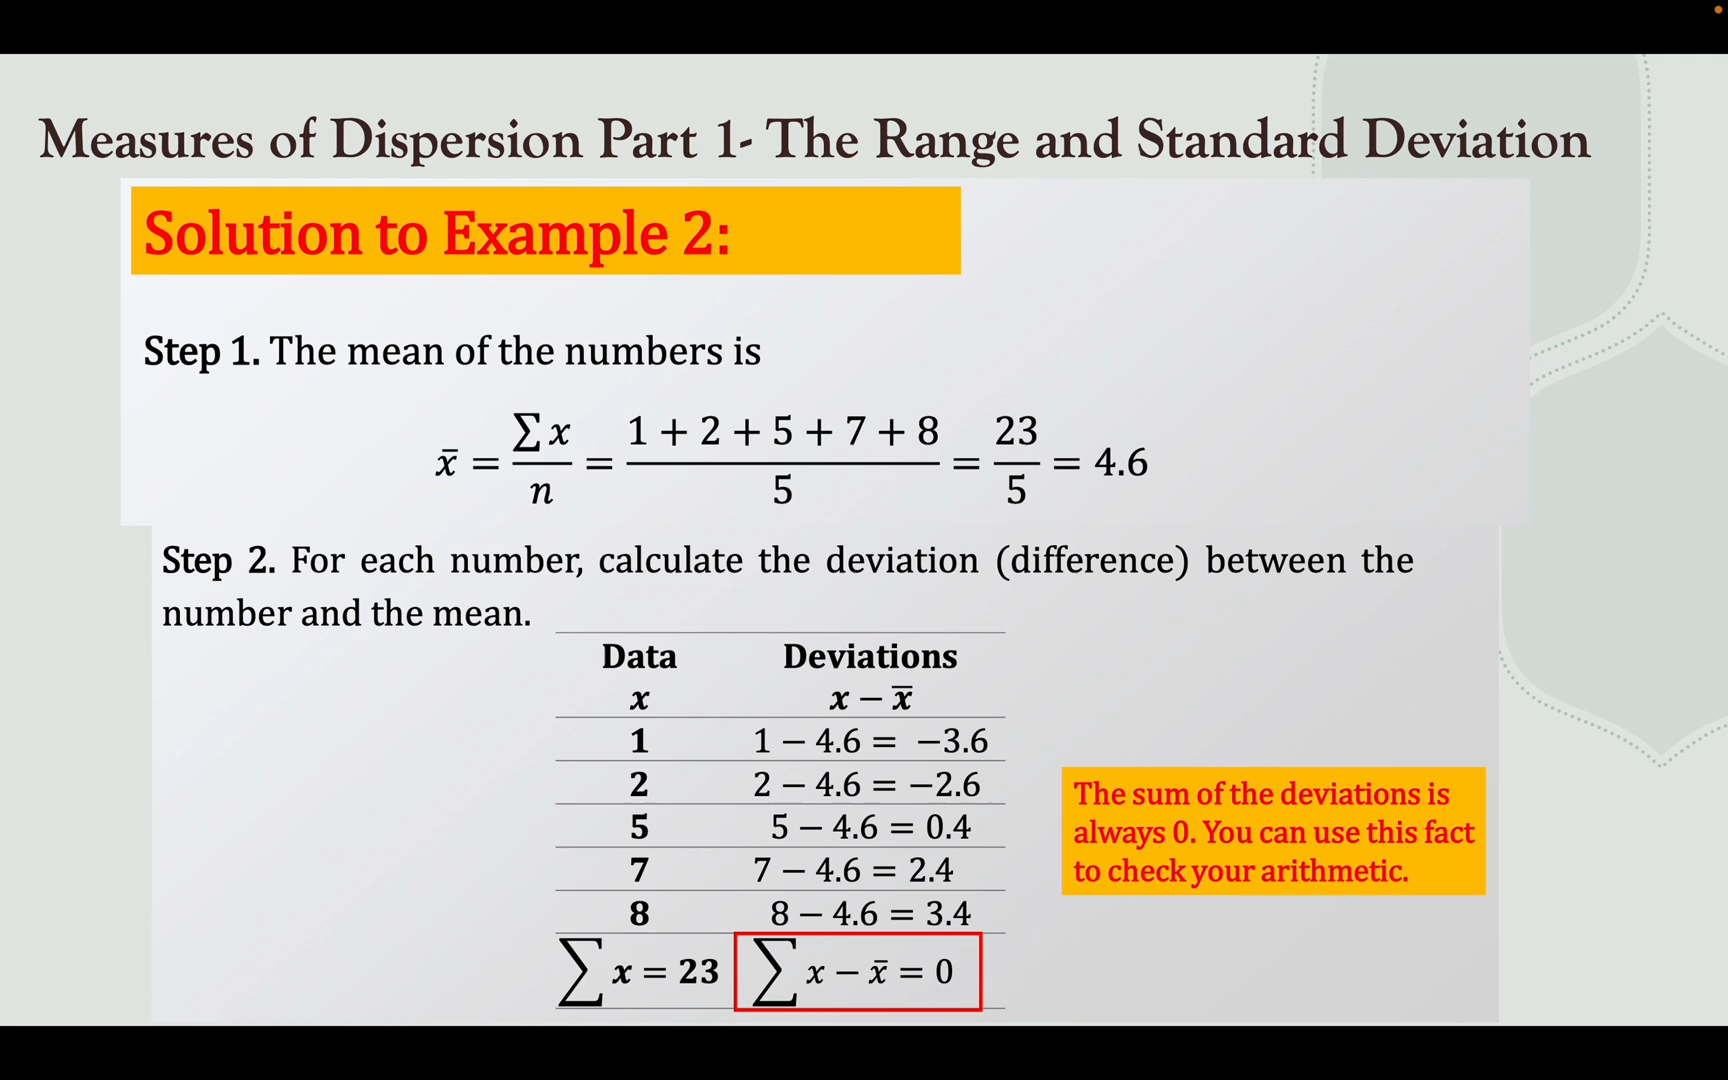 Measures of Dispersion Part 1- The Range and Standard Deviation
Solution to Example 2:
Step 1. The mean of the numbers is
x̄ = ∑x / n = (1 + 2 + 5 + 7 + 8) / 5 = 23 / 5 = 4.6
Step 2. For each number, calculate the deviation (difference) between the
number and the mean.
Data Deviations
x x − x̄
1 1 − 4.6 = −3.6
2 2 − 4.6 = −2.6
5 5 − 4.6 = 0.4
7 7 − 4.6 = 2.4
8 8 − 4.6 = 3.4
∑ x = 23 ∑ x − x̄ = 0
The sum of the deviations is
always 0. You can use this fact
to check your arithmetic.